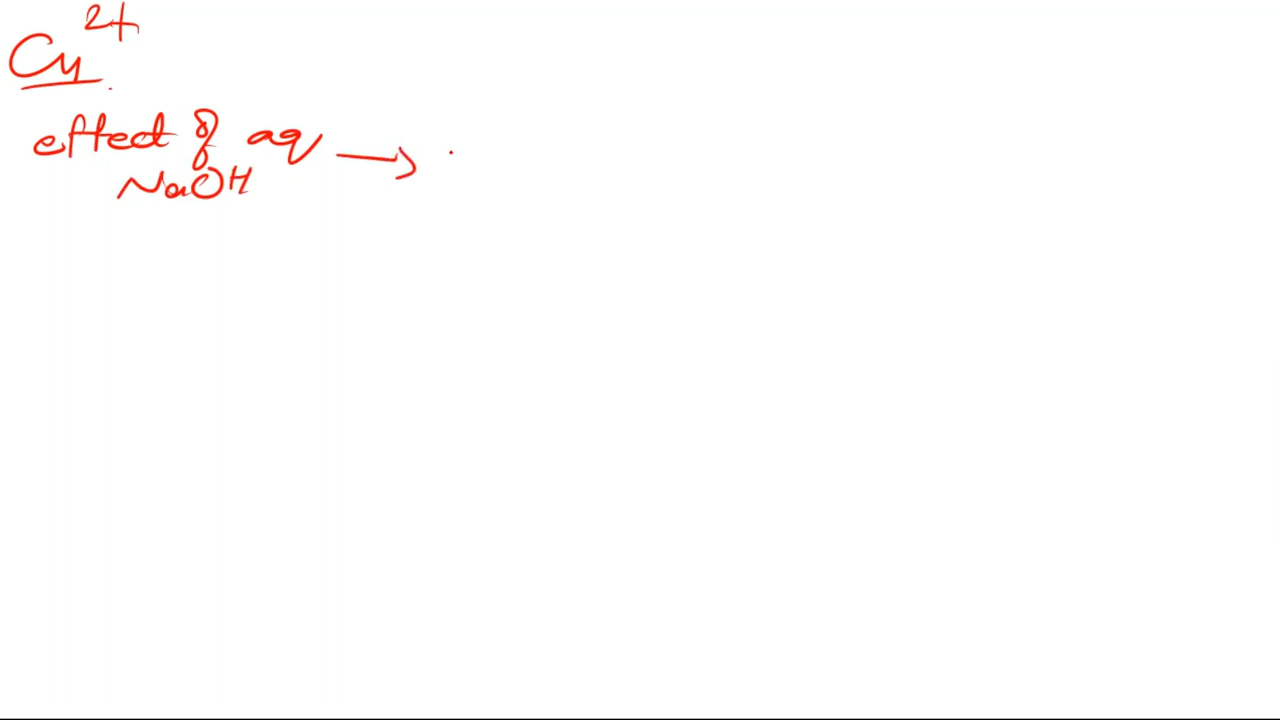 Cu²⁺
effect of aq →
NaOH